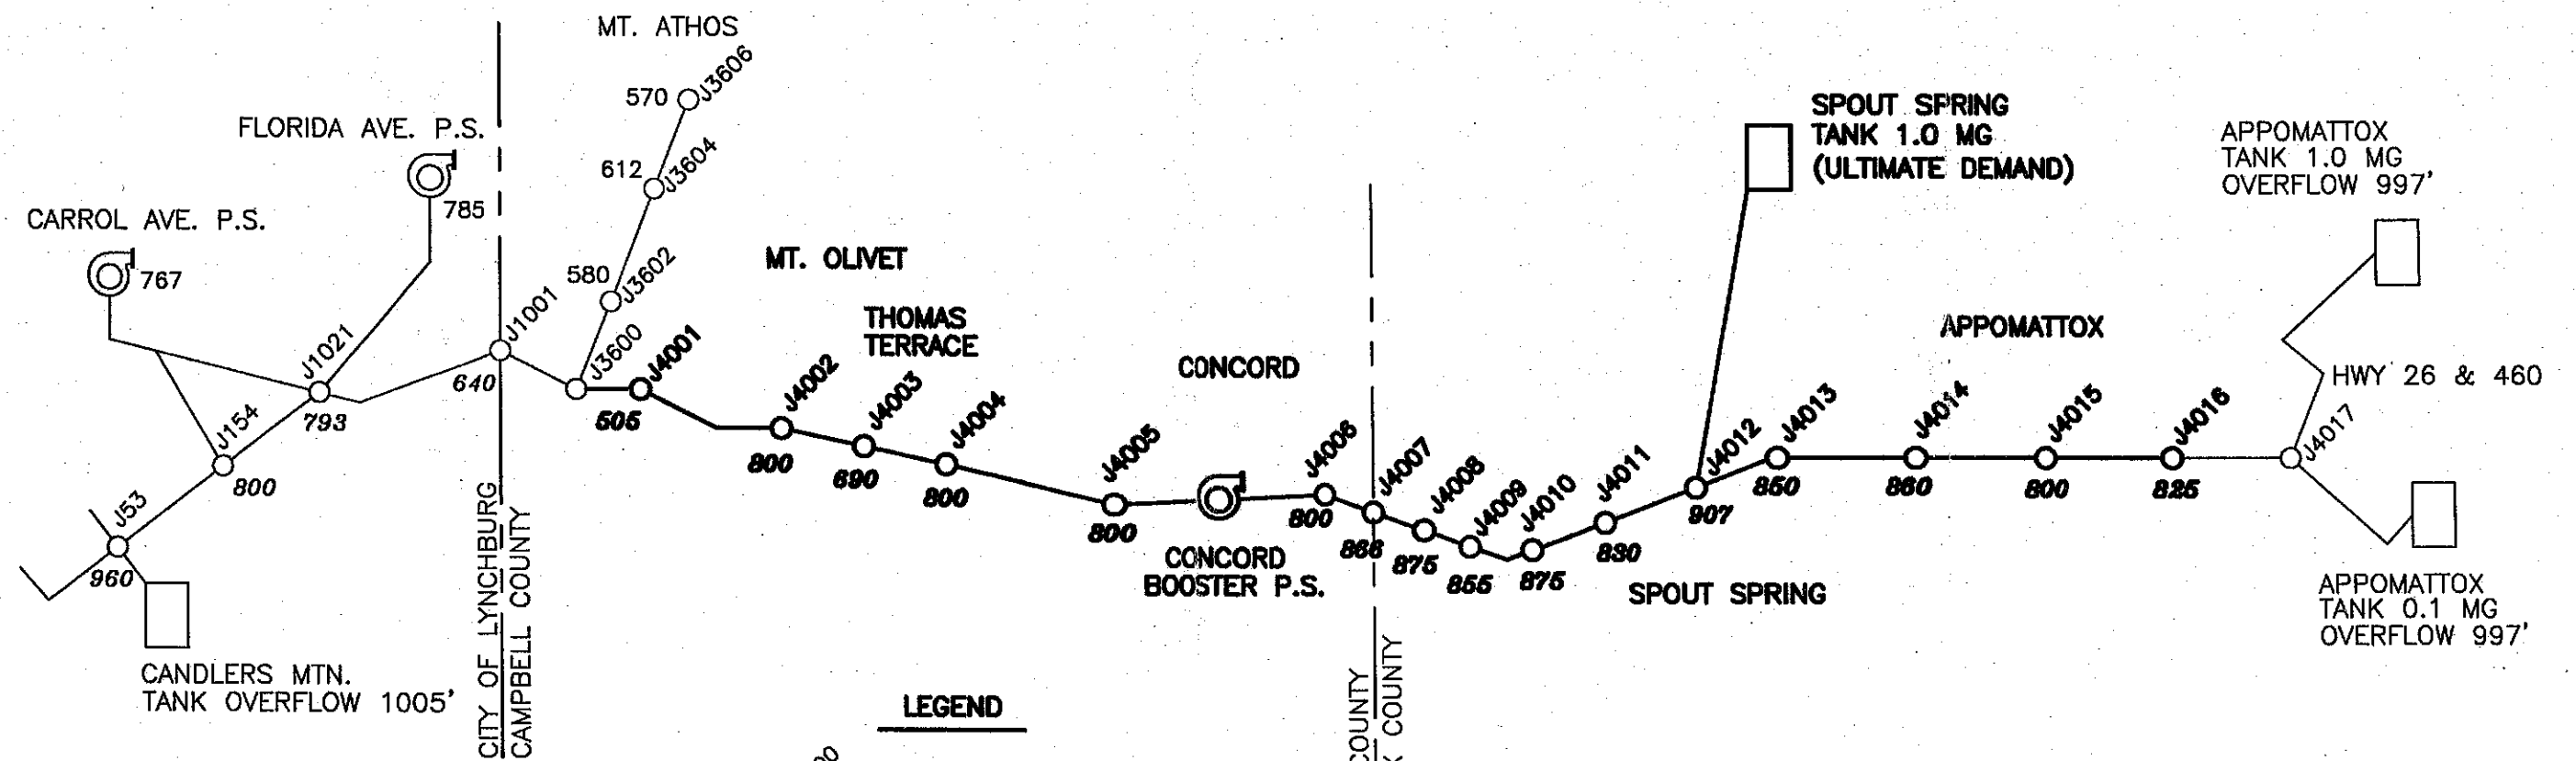 MT. ATHOS
570
J3606
FLORIDA AVE. P.S.
785
612
J3604
CARROL AVE. P.S.
767
580
J3602
SPOUT SPRING
TANK 1.0 MG
(ULTIMATE DEMAND)
APPOMATTOX
TANK 1.0 MG
OVERFLOW 997'
MT. OLIVET
THOMAS
TERRACE
CONCORD
APPOMATTOX
HWY 26 & 460
J1021
793
J154
800
J53
960
CANDLERS MTN.
TANK OVERFLOW 1005'
J1001
640
J3600
J4001
505
J4002
800
J4003
690
J4004
800
J4005
800
CONCORD
BOOSTER P.S.
J4006
800
J4007
866
J4008
875
J4009
855
J4010
875
J4011
830
SPOUT SPRING
J4012
907
J4013
850
J4014
860
J4015
800
J4016
825
J4017
APPOMATTOX
TANK 0.1 MG
OVERFLOW 997'
CITY OF LYNCHBURG
CAMPBELL COUNTY
LEGEND
COUNTY
COUNTY